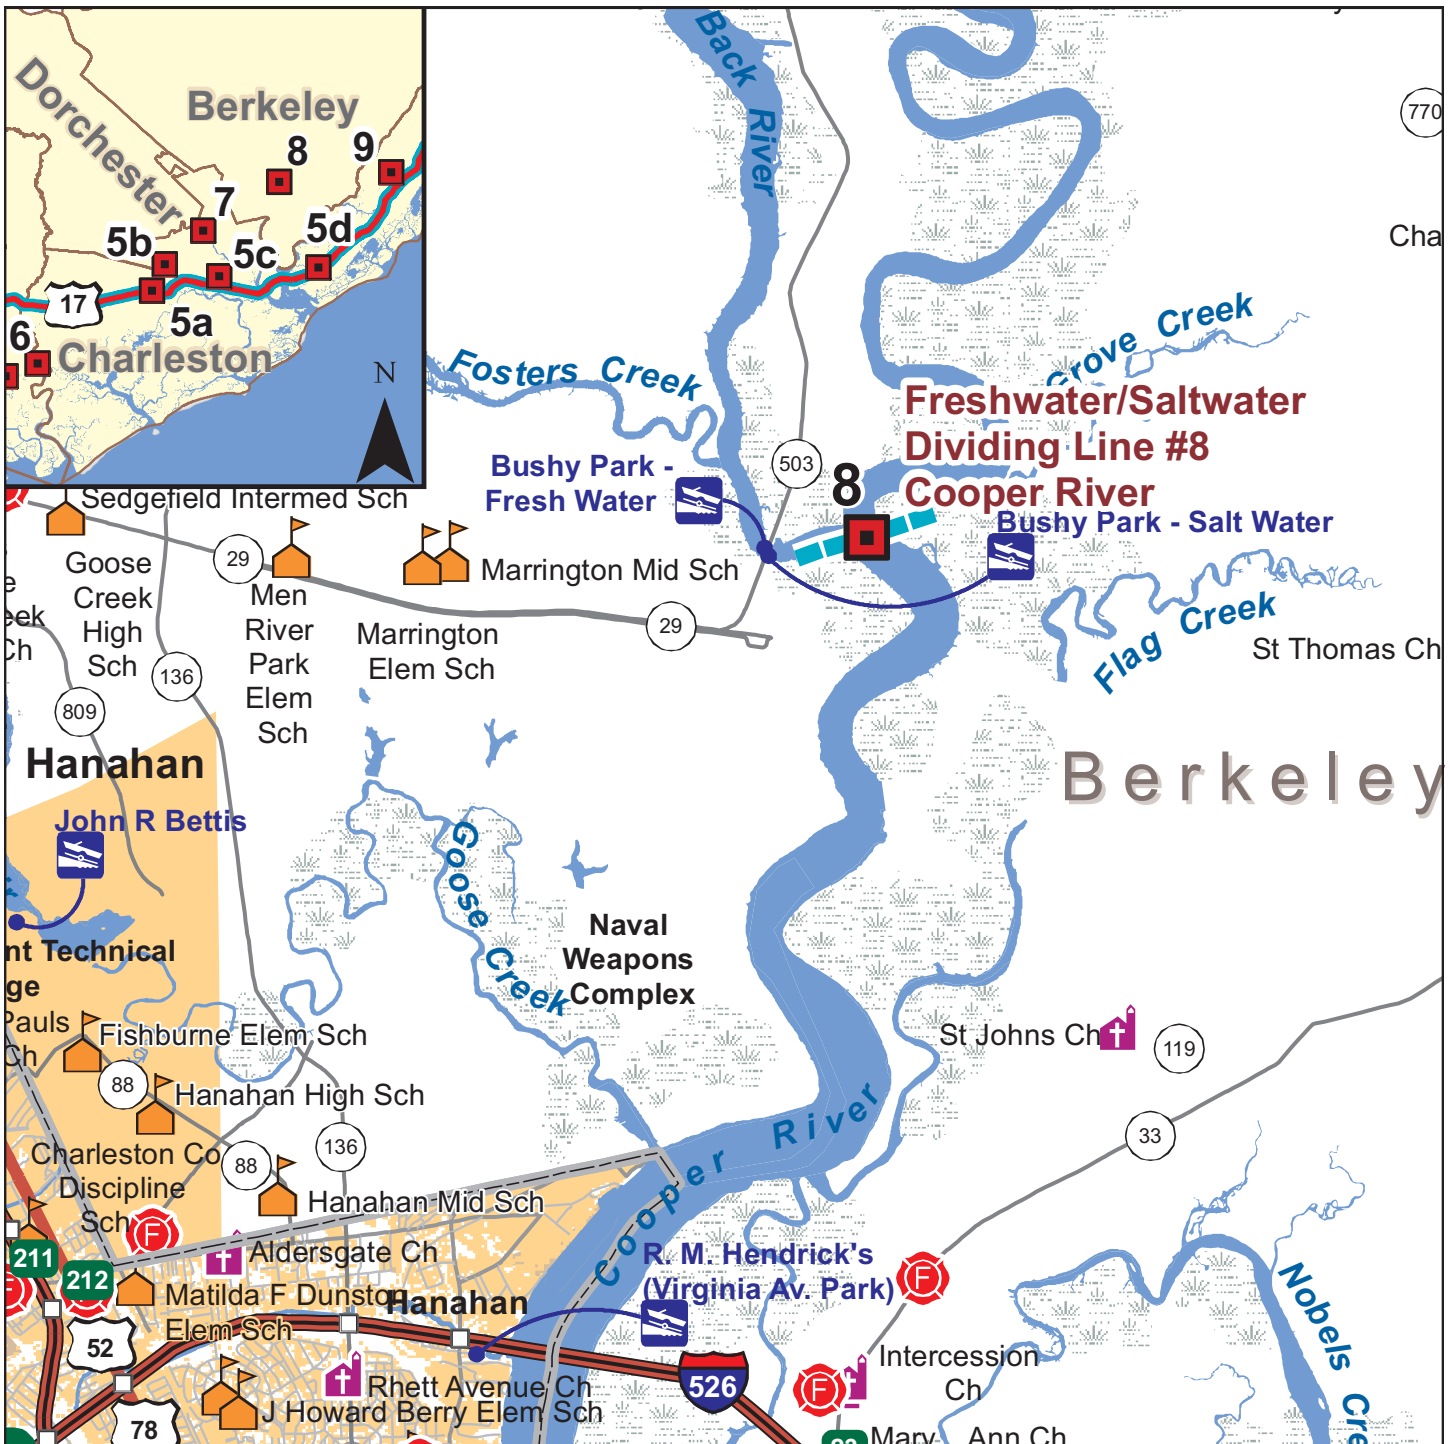 Dorchester
Berkeley
8
9
7
5b
5c
5d
17
5a
6
Charleston
N
Back River
770
Cha
Grove Creek
Fosters Creek
Freshwater/Saltwater
Dividing Line #8
Cooper River
503
8
Bushy Park -
Fresh Water
Bushy Park - Salt Water
Sedgefield Intermed Sch
29
Goose
Creek
High
Sch
Men
River
Park
Elem
Sch
Marrington Mid Sch
Marrington
Elem Sch
29
Flag Creek
St Thomas Ch
eek
Ch
136
809
Hanahan
Berkeley
John R Bettis
Goose Creek
Naval
Weapons
Complex
nt Technical
ge
Pauls
Ch
Fishburne Elem Sch
St Johns Ch
119
88
Hanahan High Sch
33
136
Charleston Co
Discipline
Sch
88
Hanahan Mid Sch
Cooper River
F
211
212
Aldersgate Ch
R. M. Hendrick's
(Virginia Av. Park)
F
Matilda F Dunston
Elem Sch
Hanahan
52
Nobels Cre
Intercession
Ch
F
526
Rhett Avenue Ch
J Howard Berry Elem Sch
78
Mary Ann Ch